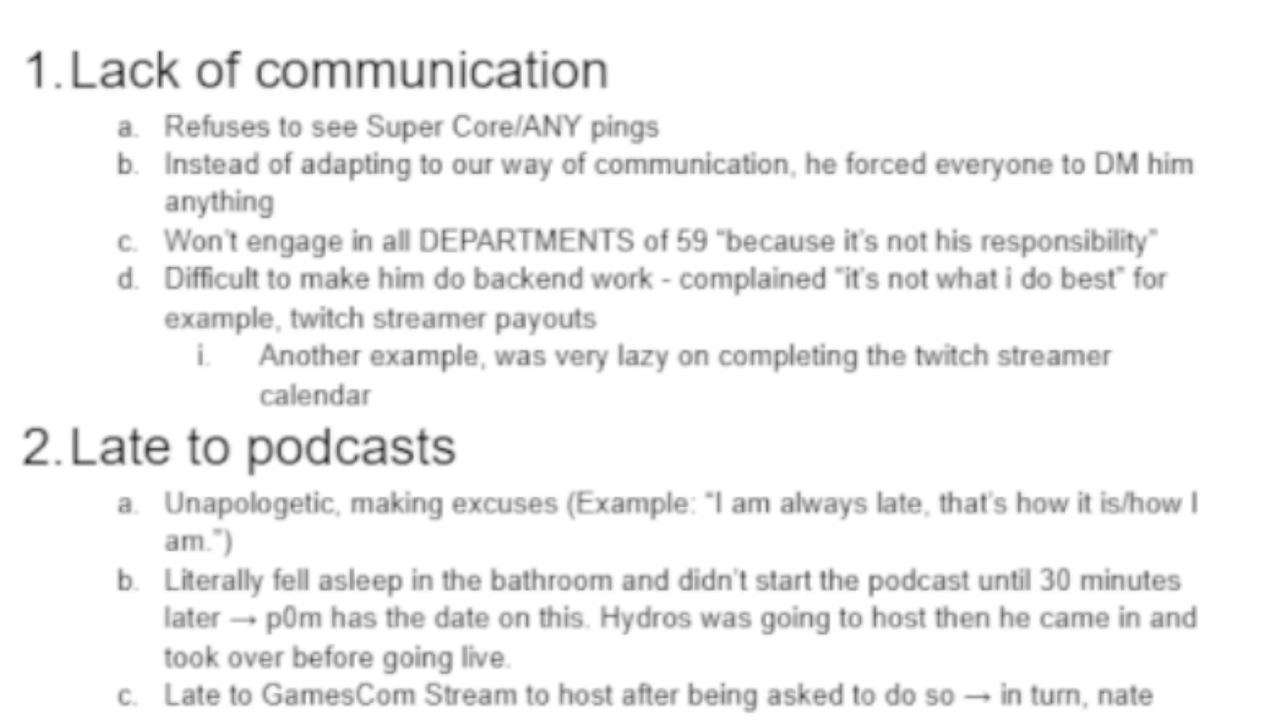 1. Lack of communication
a. Refuses to see Super Core/ANY pings
b. Instead of adapting to our way of communication, he forced everyone to DM him
anything
c. Won't engage in all DEPARTMENTS of 59 "because it's not his responsibility"
d. Difficult to make him do backend work - complained "it's not what i do best" for
example, twitch streamer payouts
i. Another example, was very lazy on completing the twitch streamer
calendar
2. Late to podcasts
a. Unapologetic, making excuses (Example: "I am always late, that's how it is/how I
am.")
b. Literally fell asleep in the bathroom and didn't start the podcast until 30 minutes
later → p0m has the date on this. Hydros was going to host then he came in and
took over before going live.
c. Late to GamesCom Stream to host after being asked to do so → in turn, nate